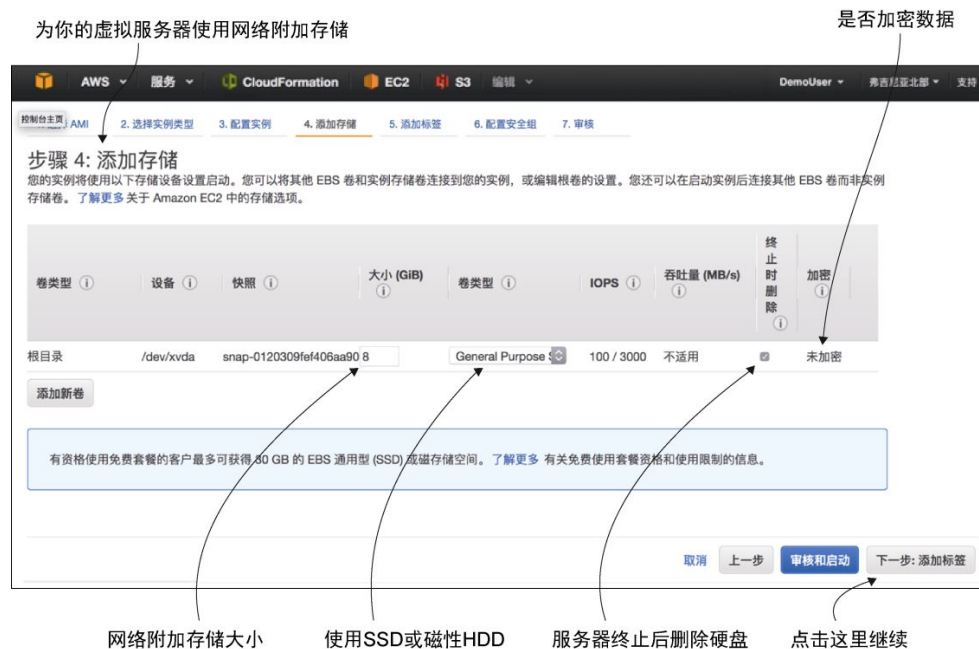 为你的虚拟服务器使用网络附加存储
是否加密数据
AWS 服务 CloudFormation EC2 S3 编辑 DemoUser 弗吉尼亚北部 支持
控制台主页 AMI 2. 选择实例类型 3. 配置实例 4. 添加存储 5. 添加标签 6. 配置安全组 7. 审核
步骤 4: 添加存储
您的实例将使用以下存储设备设置启动。您可以将其他 EBS 卷和实例存储卷连接到您的实例，或编辑根卷的设置。您还可以在启动实例后连接其他 EBS 卷而非实例
存储卷。了解更多 关于 Amazon EC2 中的存储选项。
卷类型 设备 快照 大小 (GiB) 卷类型 IOPS 吞吐量 (MB/s) 终止时删除 加密
根目录 /dev/xvda snap-0120309fef406aa90 8 General Purpose S 100 / 3000 不适用 未加密
添加新卷
有资格使用免费套餐的客户最多可获得 30 GB 的 EBS 通用型 (SSD) 或磁存储空间。了解更多 有关免费使用套餐资格和使用限制的信息。
取消 上一步 审核和启动 下一步: 添加标签
网络附加存储大小 使用SSD或磁性HDD 服务器终止后删除硬盘 点击这里继续